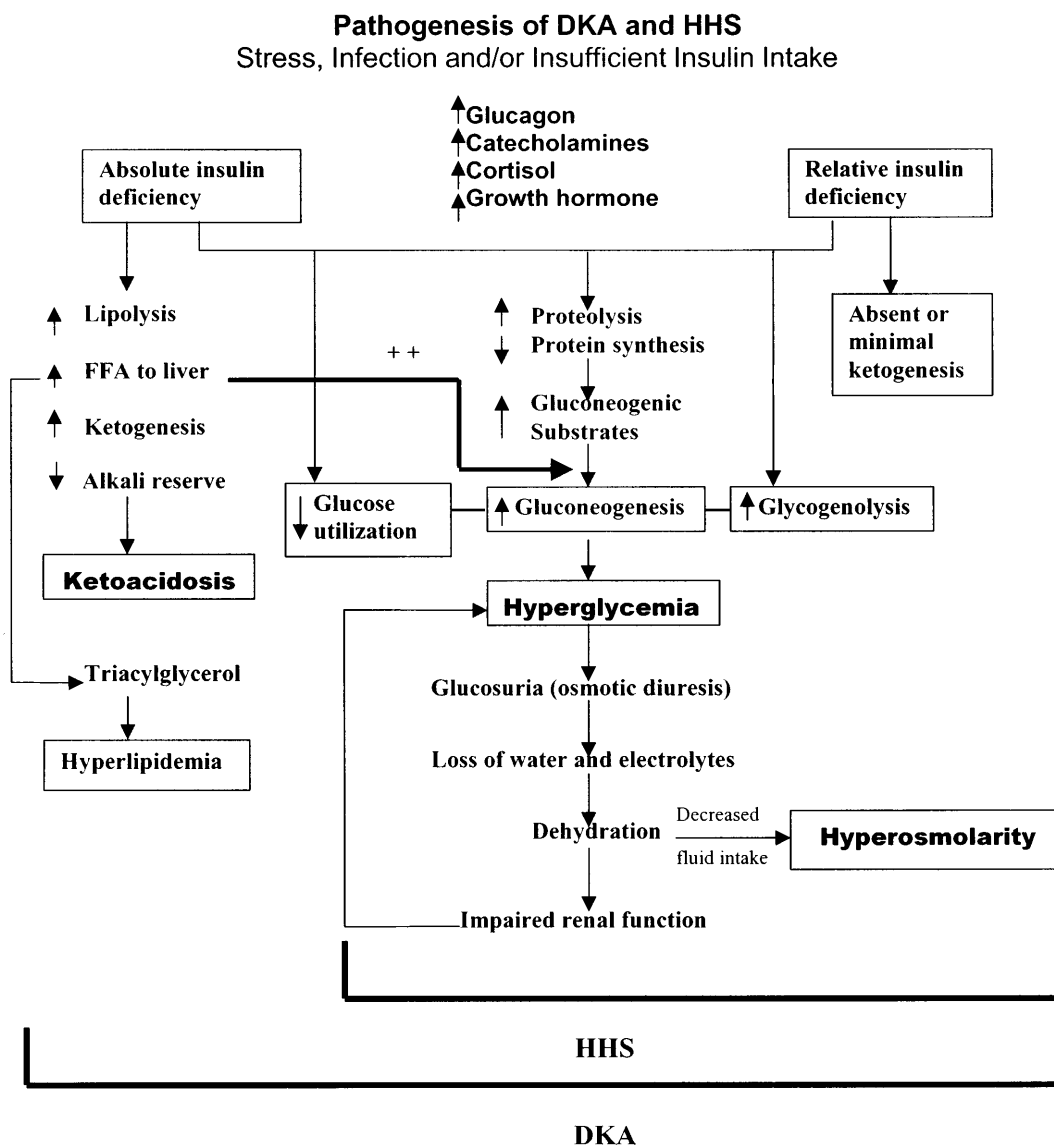 Pathogenesis of DKA and HHS
Stress, Infection and/or Insufficient Insulin Intake
Glucagon
Catecholamines
Cortisol
Growth hormone
Absolute insulin
deficiency
Relative insulin
deficiency
Lipolysis
FFA to liver
Ketogenesis
Alkali reserve
Ketoacidosis
Triacylglycerol
Hyperlipidemia
+ +
Proteolysis
Protein synthesis
Gluconeogenic
Substrates
Absent or
minimal
ketogenesis
Glucose
utilization
Gluconeogenesis
Glycogenolysis
Hyperglycemia
Glucosuria (osmotic diuresis)
Loss of water and electrolytes
Dehydration
Decreased
fluid intake
Hyperosmolarity
Impaired renal function
HHS
DKA